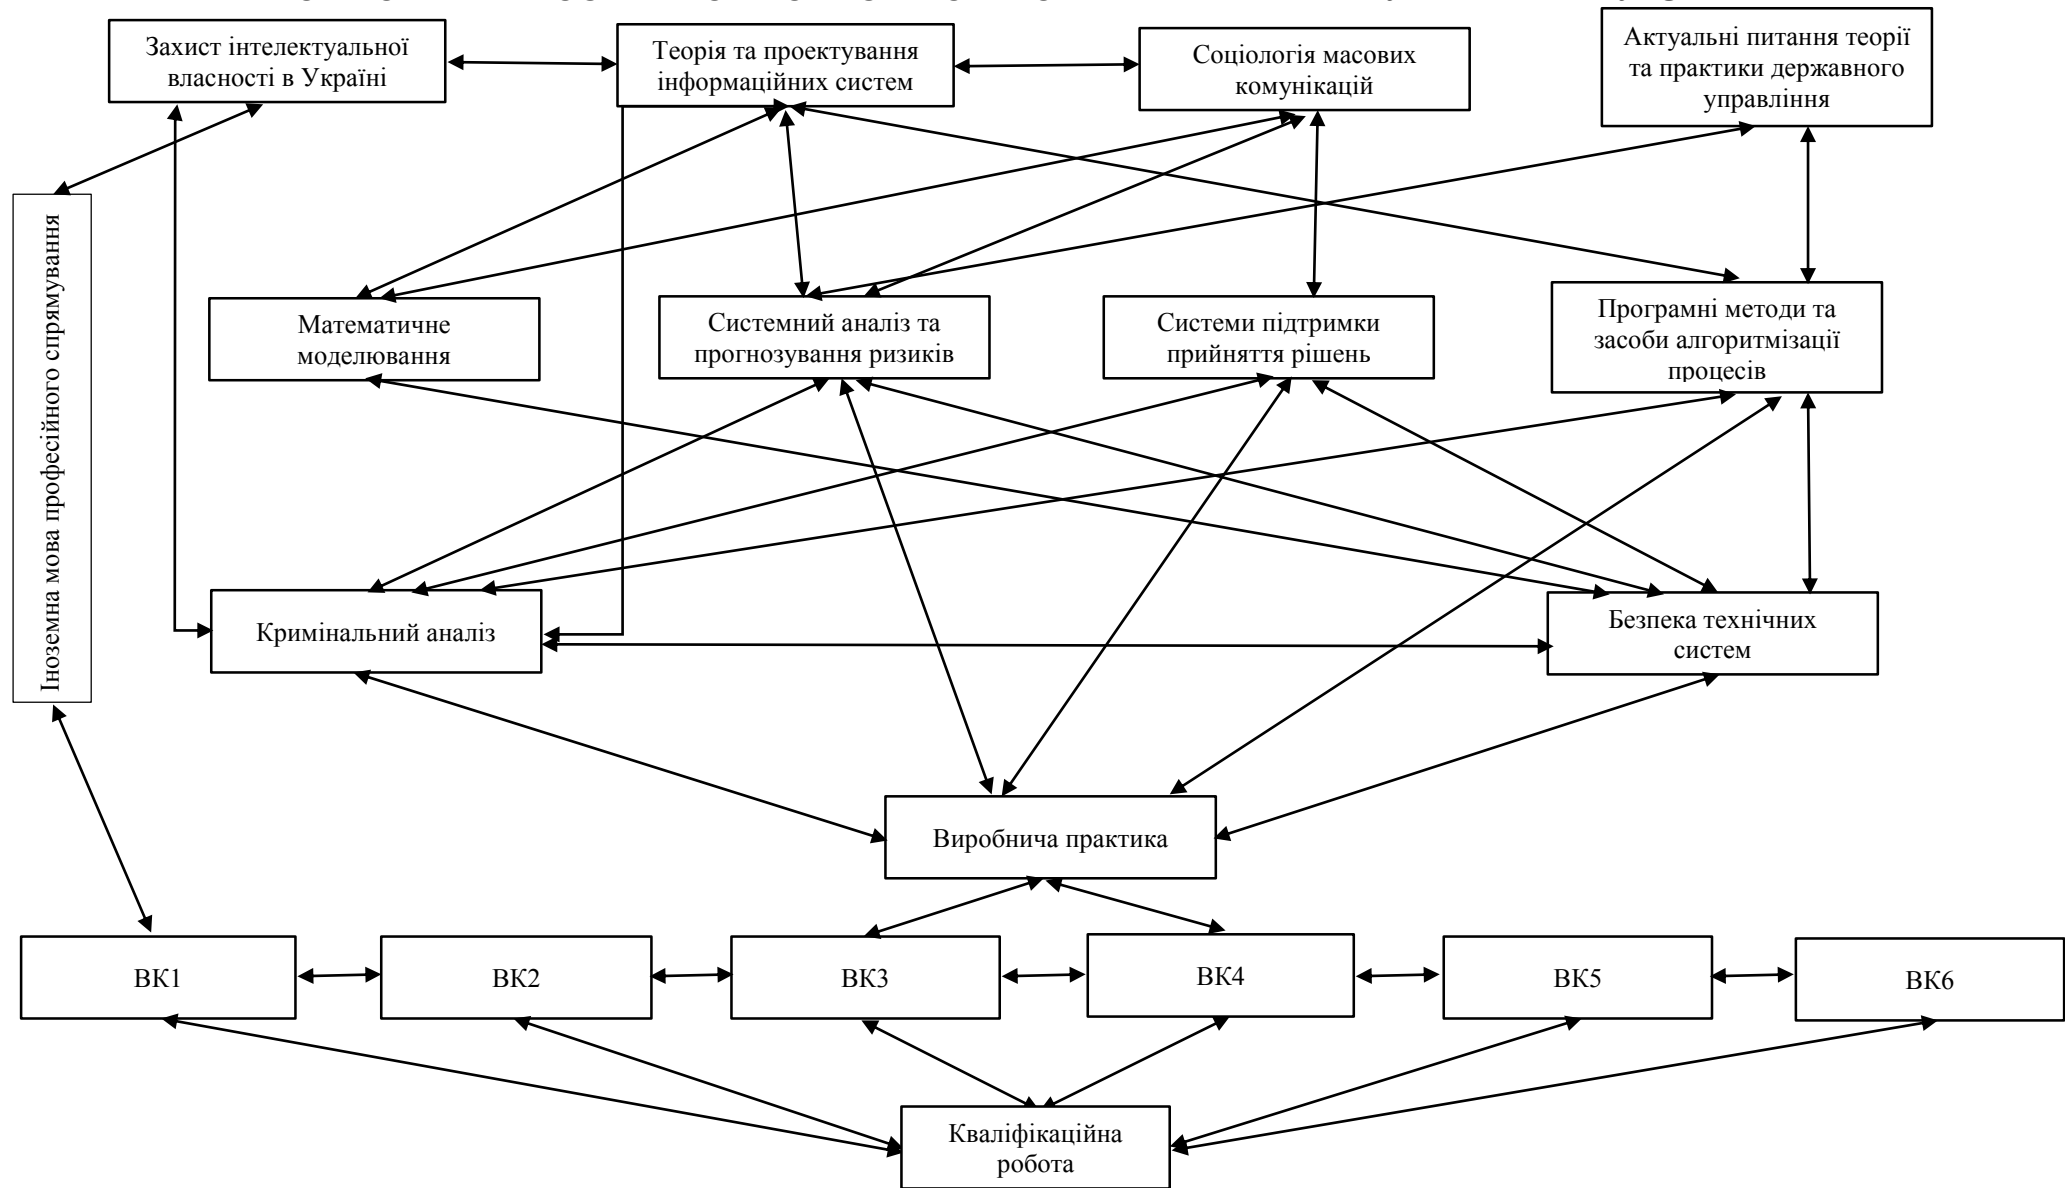 Захист інтелектуальної
власності в Україні
Теорія та проектування
інформаційних систем
Соціологія масових
комунікацій
Актуальні питання теорії
та практики державного
управління
Іноземна мова професійного спрямування
Математичне
моделювання
Системний аналіз та
прогнозування ризиків
Системи підтримки
прийняття рішень
Програмні методи та
засоби алгоритмізації
процесів
Кримінальний аналіз
Безпека технічних
систем
Виробнича практика
ВК1
ВК2
ВК3
ВК4
ВК5
ВК6
Кваліфікаційна
робота